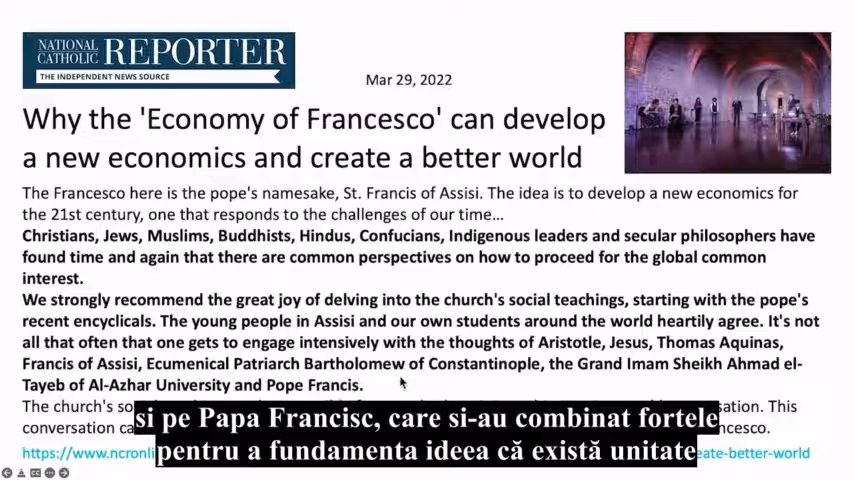 NATIONAL
CATHOLIC REPORTER
THE INDEPENDENT NEWS SOURCE
Mar 29, 2022
Why the 'Economy of Francesco' can develop
a new economics and create a better world
The Francesco here is the pope's namesake, St. Francis of Assisi. The idea is to develop a new economics for
the 21st century, one that responds to the challenges of our time...
Christians, Jews, Muslims, Buddhists, Hindus, Confucians, Indigenous leaders and secular philosophers have
found time and again that there are common perspectives on how to proceed for the global common
interest.
We strongly recommend the great joy of delving into the church's social teachings, starting with the pope's
recent encyclicals. The young people in Assisi and our own students around the world heartily agree. It's not
all that often that one gets to engage intensively with the thoughts of Aristotle, Jesus, Thomas Aquinas,
Francis of Assisi, Ecumenical Patriarch Bartholomew of Constantinople, the Grand Imam Sheikh Ahmad el-
Tayeb of Al-Azhar University and Pope Francis.
The church's so This
conversation ca ncesco.
https://www.ncronli eate-better-world
si pe Papa Francisc, care si-au combinat fortele
pentru a fundamenta ideea că există unitate